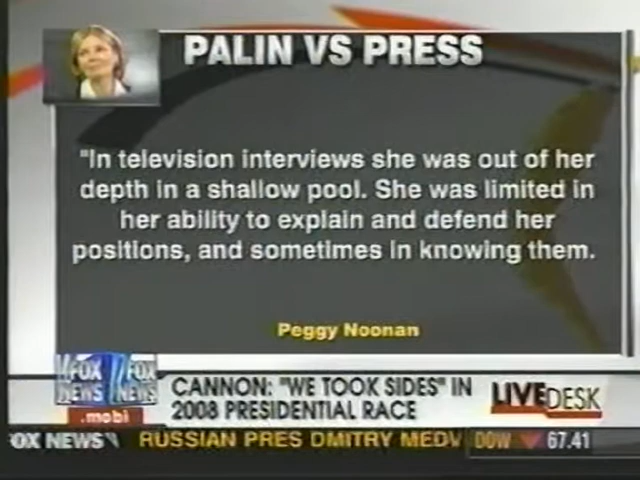 PALIN VS PRESS
"In television interviews she was out of her
depth in a shallow pool. She was limited in
her ability to explain and defend her
positions, and sometimes in knowing them.
Peggy Noonan
FOX NEWS FOX NEWS
.mobi
CANNON: "WE TOOK SIDES" IN
2008 PRESIDENTIAL RACE
LIVEDESK
OX NEWS RUSSIAN PRES DMITRY MEDV DOW 67.41